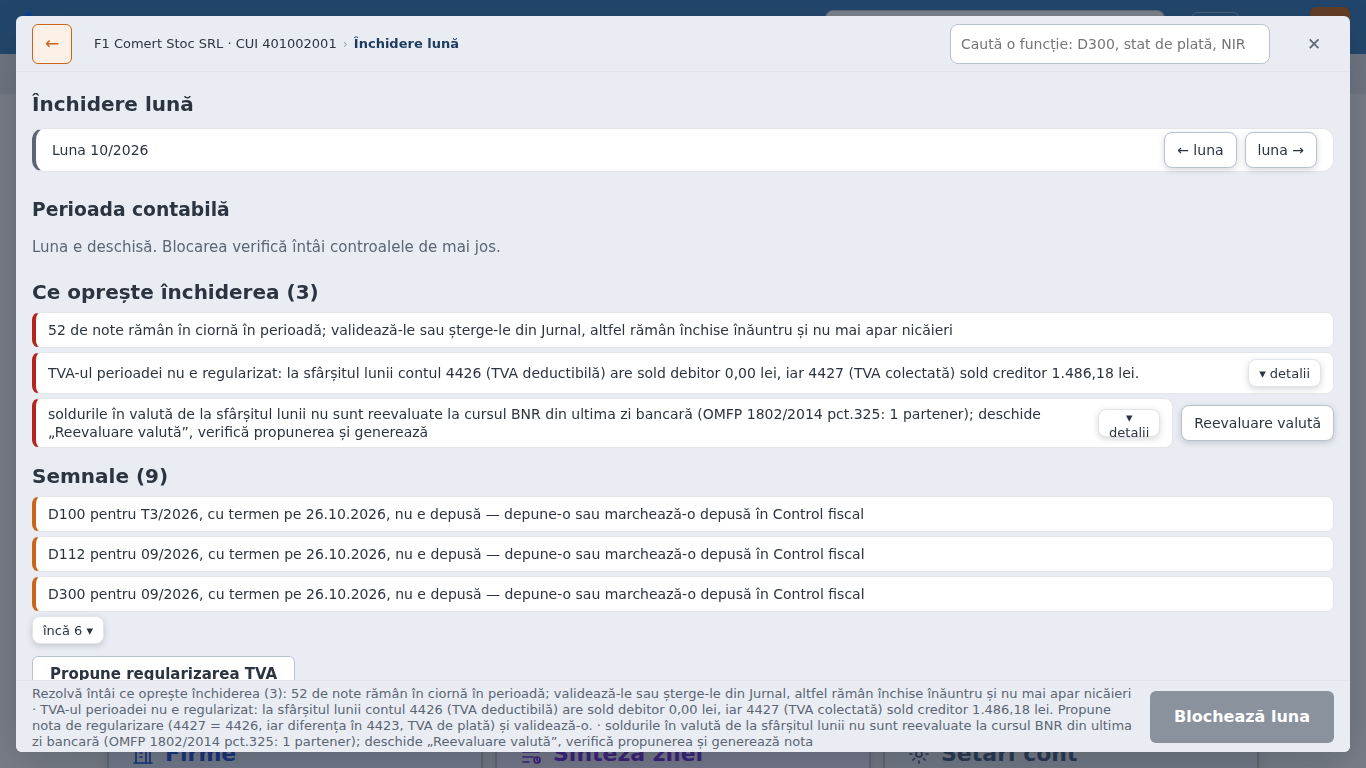 ←
F1 Comert Stoc SRL · CUI 401002001 › Închidere lună
Caută o funcție: D300, stat de plată, NIR
✕
Închidere lună
Luna 10/2026
← luna
luna →
Perioada contabilă
Luna e deschisă. Blocarea verifică întâi controalele de mai jos.
Ce oprește închiderea (3)
52 de note rămân în ciornă în perioadă; validează-le sau șterge-le din Jurnal, altfel rămân închise înăuntru și nu mai apar nicăieri
TVA-ul perioadei nu e regularizat: la sfârșitul lunii contul 4426 (TVA deductibilă) are sold debitor 0,00 lei, iar 4427 (TVA colectată) sold creditor 1.486,18 lei.
▾ detalii
soldurile în valută de la sfârșitul lunii nu sunt reevaluate la cursul BNR din ultima zi bancară (OMFP 1802/2014 pct.325: 1 partener); deschide
„Reevaluare valută”, verifică propunerea și generează
▾
detalii
Reevaluare valută
Semnale (9)
D100 pentru T3/2026, cu termen pe 26.10.2026, nu e depusă — depune-o sau marchează-o depusă în Control fiscal
D112 pentru 09/2026, cu termen pe 26.10.2026, nu e depusă — depune-o sau marchează-o depusă în Control fiscal
D300 pentru 09/2026, cu termen pe 26.10.2026, nu e depusă — depune-o sau marchează-o depusă în Control fiscal
încă 6 ▾
Propune regularizarea TVA
Rezolvă întâi ce oprește închiderea (3): 52 de note rămân în ciornă în perioadă; validează-le sau șterge-le din Jurnal, altfel rămân închise înăuntru și nu mai apar nicăieri
· TVA-ul perioadei nu e regularizat: la sfârșitul lunii contul 4426 (TVA deductibilă) are sold debitor 0,00 lei, iar 4427 (TVA colectată) sold creditor 1.486,18 lei. Propune
nota de regularizare (4427 = 4426, iar diferența în 4423, TVA de plată) și validează-o. · soldurile în valută de la sfârșitul lunii nu sunt reevaluate la cursul BNR din ultima
zi bancară (OMFP 1802/2014 pct.325: 1 partener); deschide „Reevaluare valută”, verifică propunerea și generează nota
Blochează luna
Firme
Sinteza zilei
Setări cont